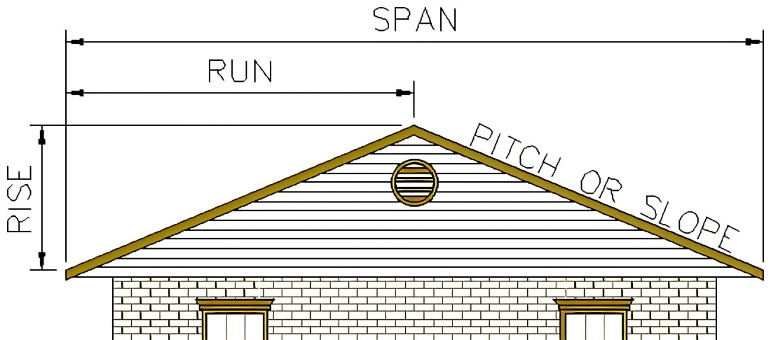 SPAN
RUN
RISE
PITCH OR SLOPE